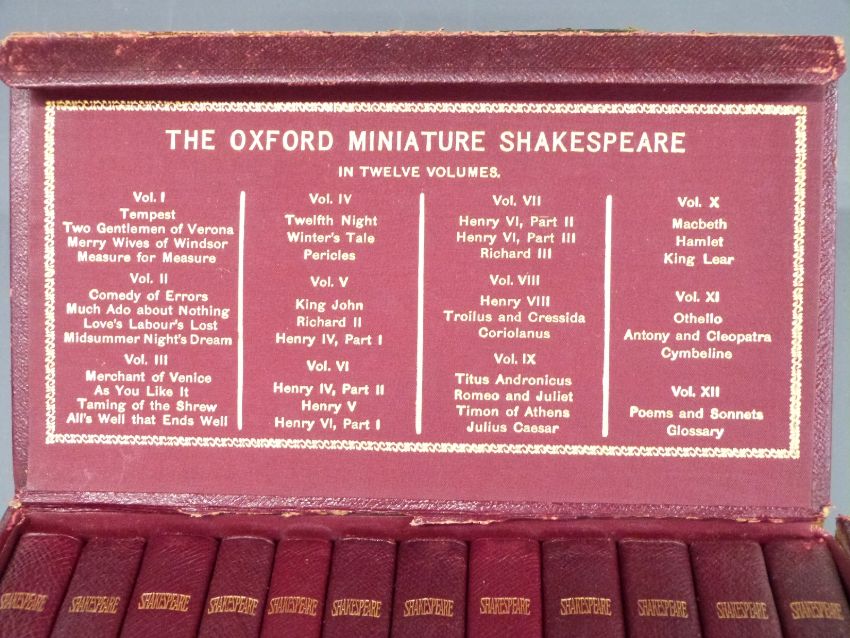 THE OXFORD MINIATURE SHAKESPEARE
IN TWELVE VOLUMES.
Vol. I
Tempest
Two Gentlemen of Verona
Merry Wives of Windsor
Measure for Measure
Vol. II
Comedy of Errors
Much Ado about Nothing
Love's Labour's Lost
Midsummer Night's Dream
Vol. III
Merchant of Venice
As You Like It
Taming of the Shrew
All's Well that Ends Well
Vol. IV
Twelfth Night
Winter's Tale
Pericles
Vol. V
King John
Richard II
Henry IV, Part I
Vol. VI
Henry IV, Part II
Henry V
Henry VI, Part I
Vol. VII
Henry VI, Part II
Henry VI, Part III
Richard III
Vol. VIII
Henry VIII
Troilus and Cressida
Coriolanus
Vol. IX
Titus Andronicus
Romeo and Juliet
Timon of Athens
Julius Caesar
Vol. X
Macbeth
Hamlet
King Lear
Vol. XI
Othello
Antony and Cleopatra
Cymbeline
Vol. XII
Poems and Sonnets
Glossary
SHAKESPEARE
SHAKESPEARE
SHAKESPEARE
SHAKESPEARE
SHAKESPEARE
SHAKESPEARE
SHAKESPEARE
SHAKESPEARE
SHAKESPEARE
SHAKESPEARE
SHAKESPEARE
SHAKESPEARE